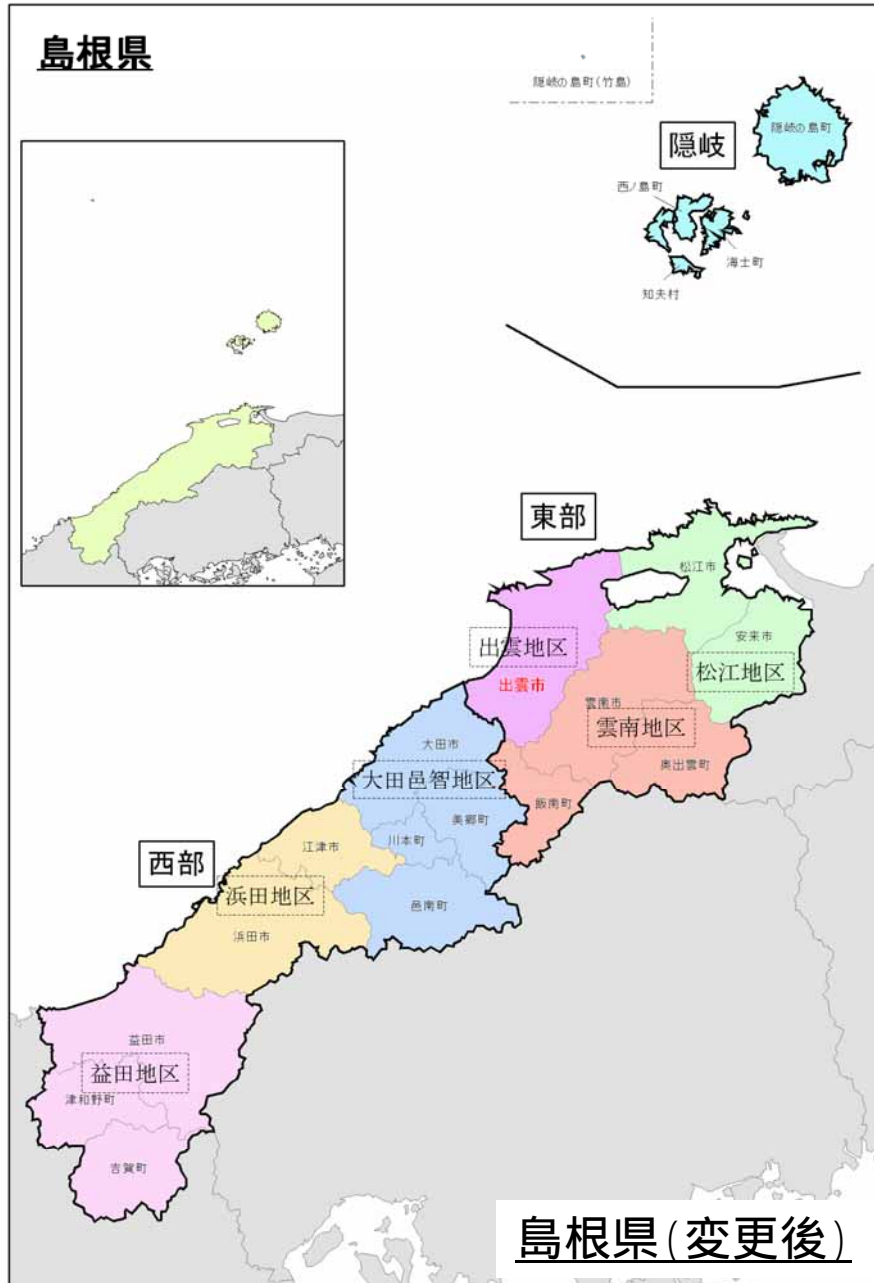 島根県
隠岐の島町(竹島)
隠岐の島町
隠岐
西ノ島町
海士町
知夫村
東部
松江市
安来市
出雲地区
松江地区
出雲市
雲南市
雲南地区
大田市
奥出雲町
大田邑智地区
飯南町
美郷町
川本町
江津市
西部
浜田地区
邑南町
浜田市
益田市
益田地区
津和野町
吉賀町
島根県(変更後)